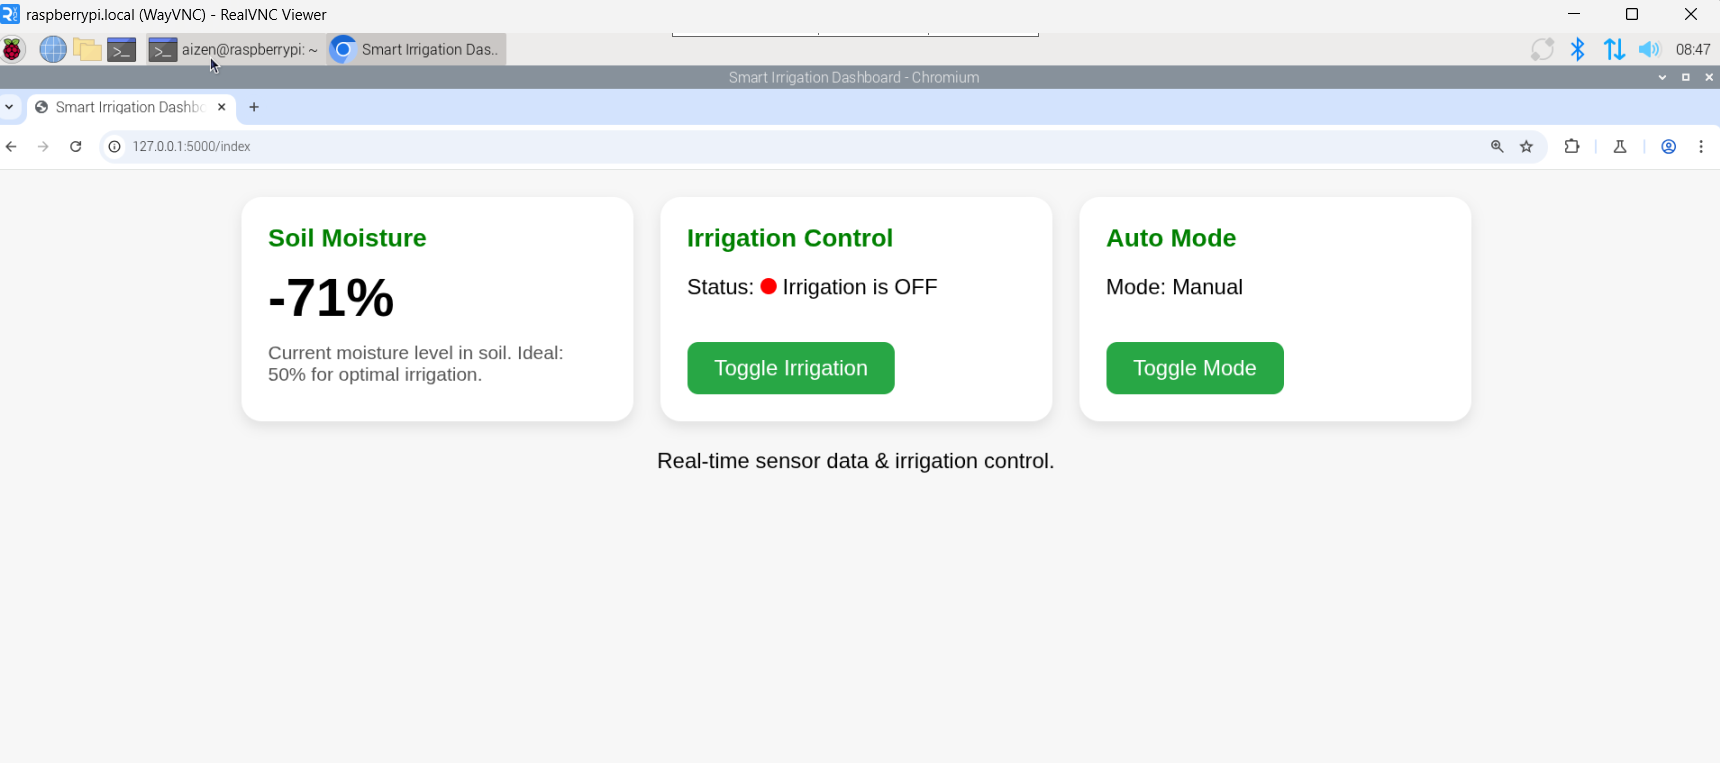 raspberrypi.local (WayVNC) - RealVNC Viewer
aizen@raspberrypi: ~
Smart Irrigation Das..
08:47
Smart Irrigation Dashboard - Chromium
Smart Irrigation Dashbo
127.0.0.1:5000/index
Soil Moisture
-71%
Current moisture level in soil. Ideal:
50% for optimal irrigation.
Irrigation Control
Status: 🔴 Irrigation is OFF
Toggle Irrigation
Auto Mode
Mode: Manual
Toggle Mode
Real-time sensor data & irrigation control.